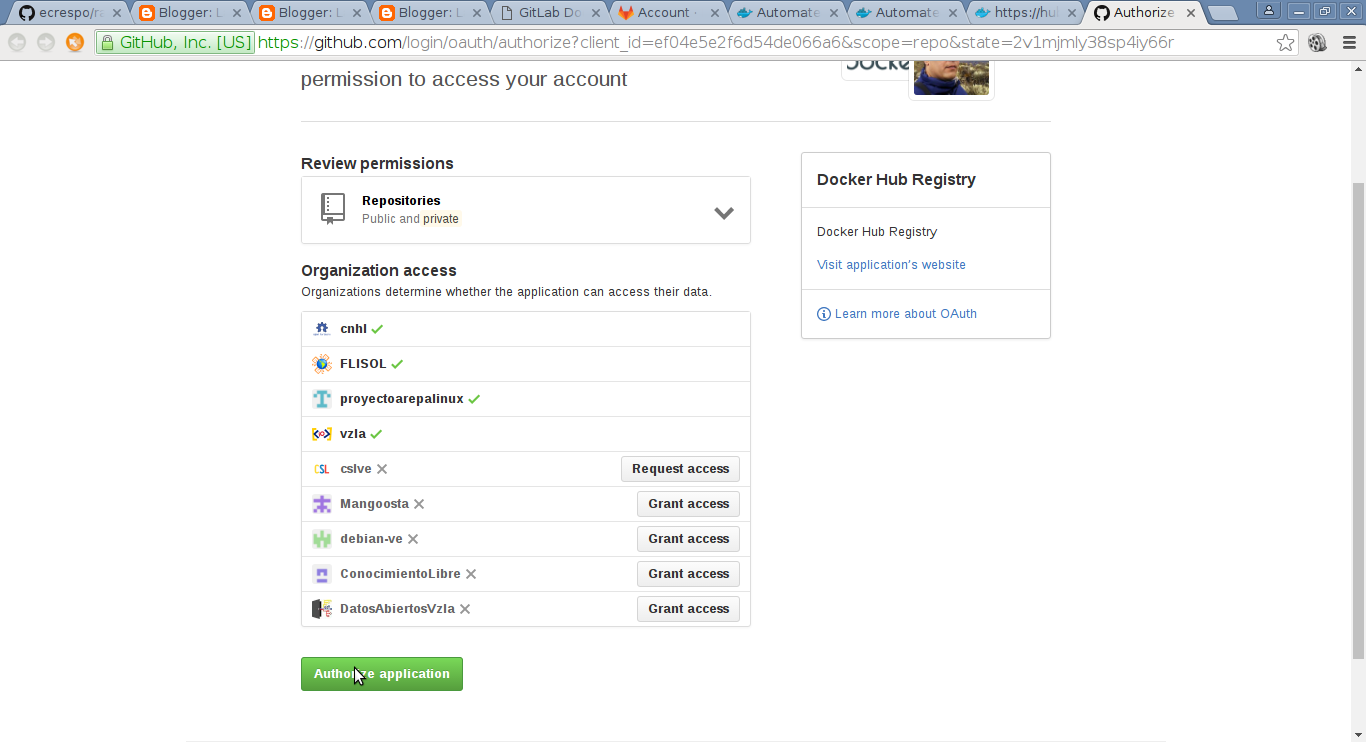 ecrespo/ra
Blogger: L
Blogger: L
Blogger: L
GitLab Do
Account -
Automate
Automate
https://hul
Authorize
GitHub, Inc. [US] https://github.com/login/oauth/authorize?client_id=ef04e5e2f6d54de066a6&scope=repo&state=2v1mjmly38sp4iy66r
permission to access your account
Review permissions
Repositories
Public and private
Organization access
Organizations determine whether the application can access their data.
cnhl
FLISOL
proyectoarepalinux
vzla
CSL cslve Request access
Mangoosta Grant access
debian-ve Grant access
ConocimientoLibre Grant access
DatosAbiertosVzla Grant access
Authorize application
Docker Hub Registry
Docker Hub Registry
Visit application's website
Learn more about OAuth